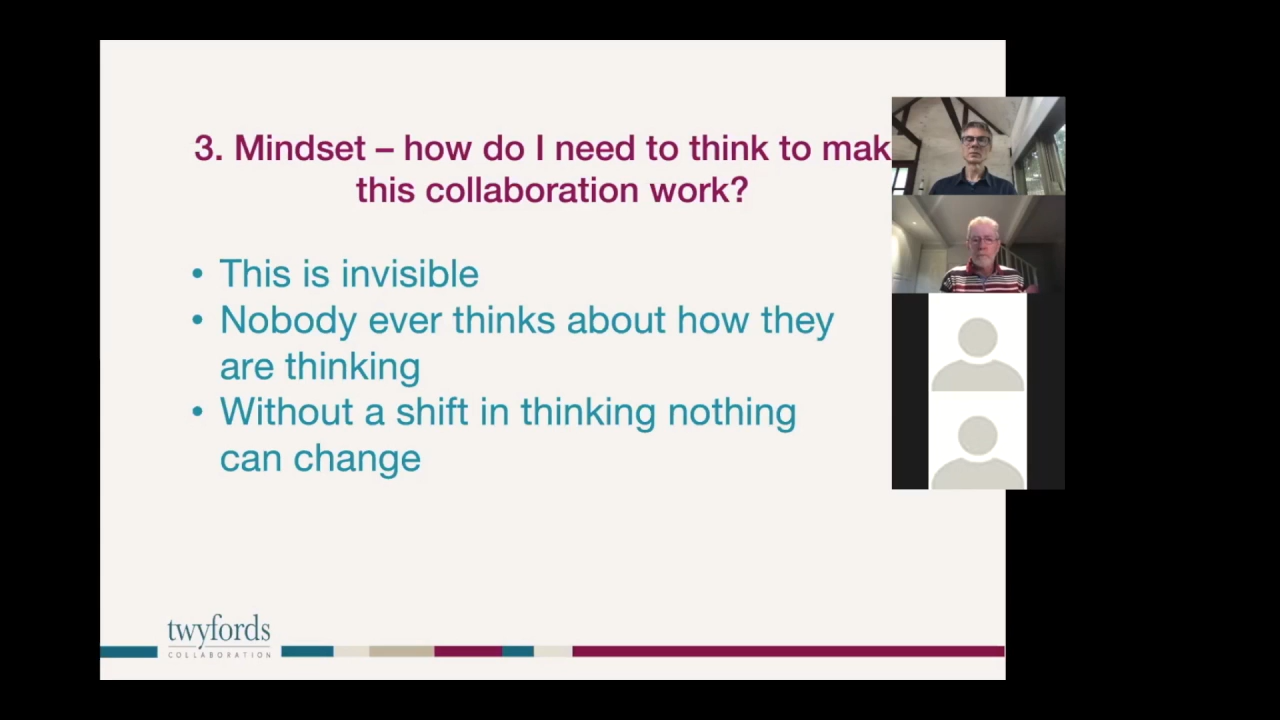 3. Mindset – how do I need to think to mak
this collaboration work?
• This is invisible
• Nobody ever thinks about how they
are thinking
• Without a shift in thinking nothing
can change
twyfords
COLLABORATION